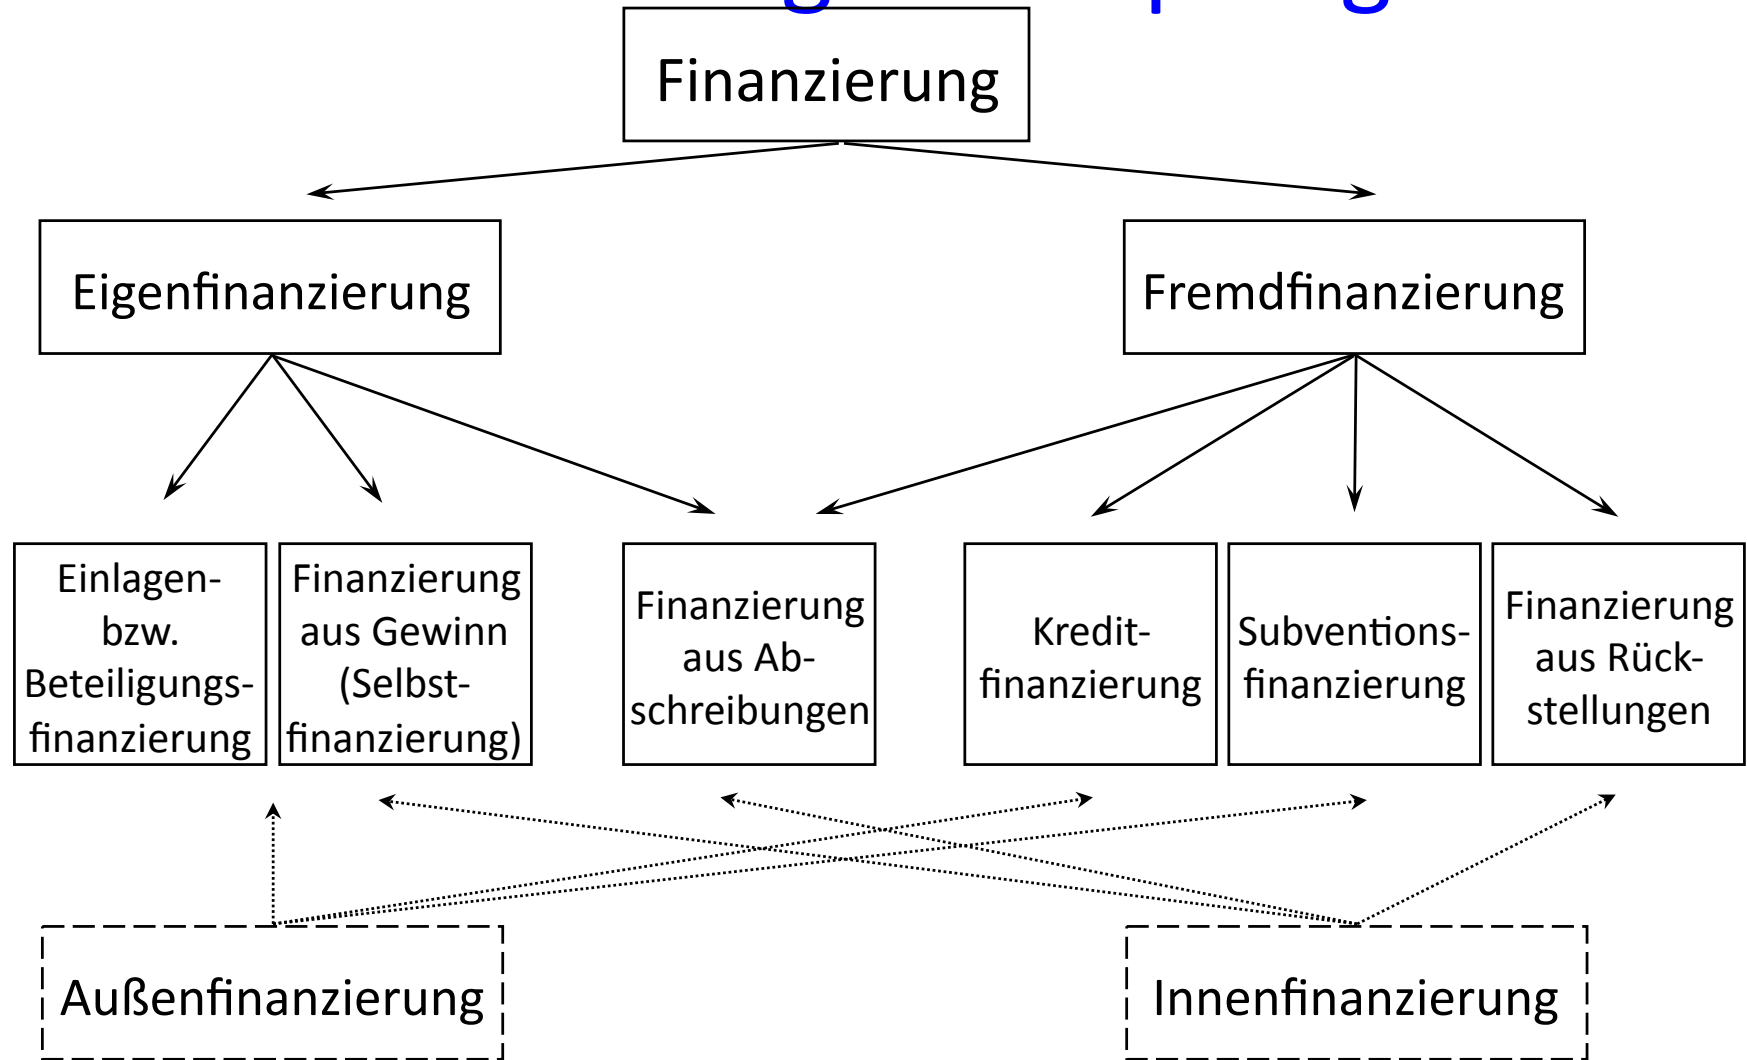 Finanzierung
Eigenfinanzierung
Fremdfinanzierung
Einlagen-
bzw.
Beteiligungs-
finanzierung
Finanzierung
aus Gewinn
(Selbst-
finanzierung)
Finanzierung
aus Ab-
schreibungen
Kredit-
finanzierung
Subventions-
finanzierung
Finanzierung
aus Rück-
stellungen
Außenfinanzierung
Innenfinanzierung